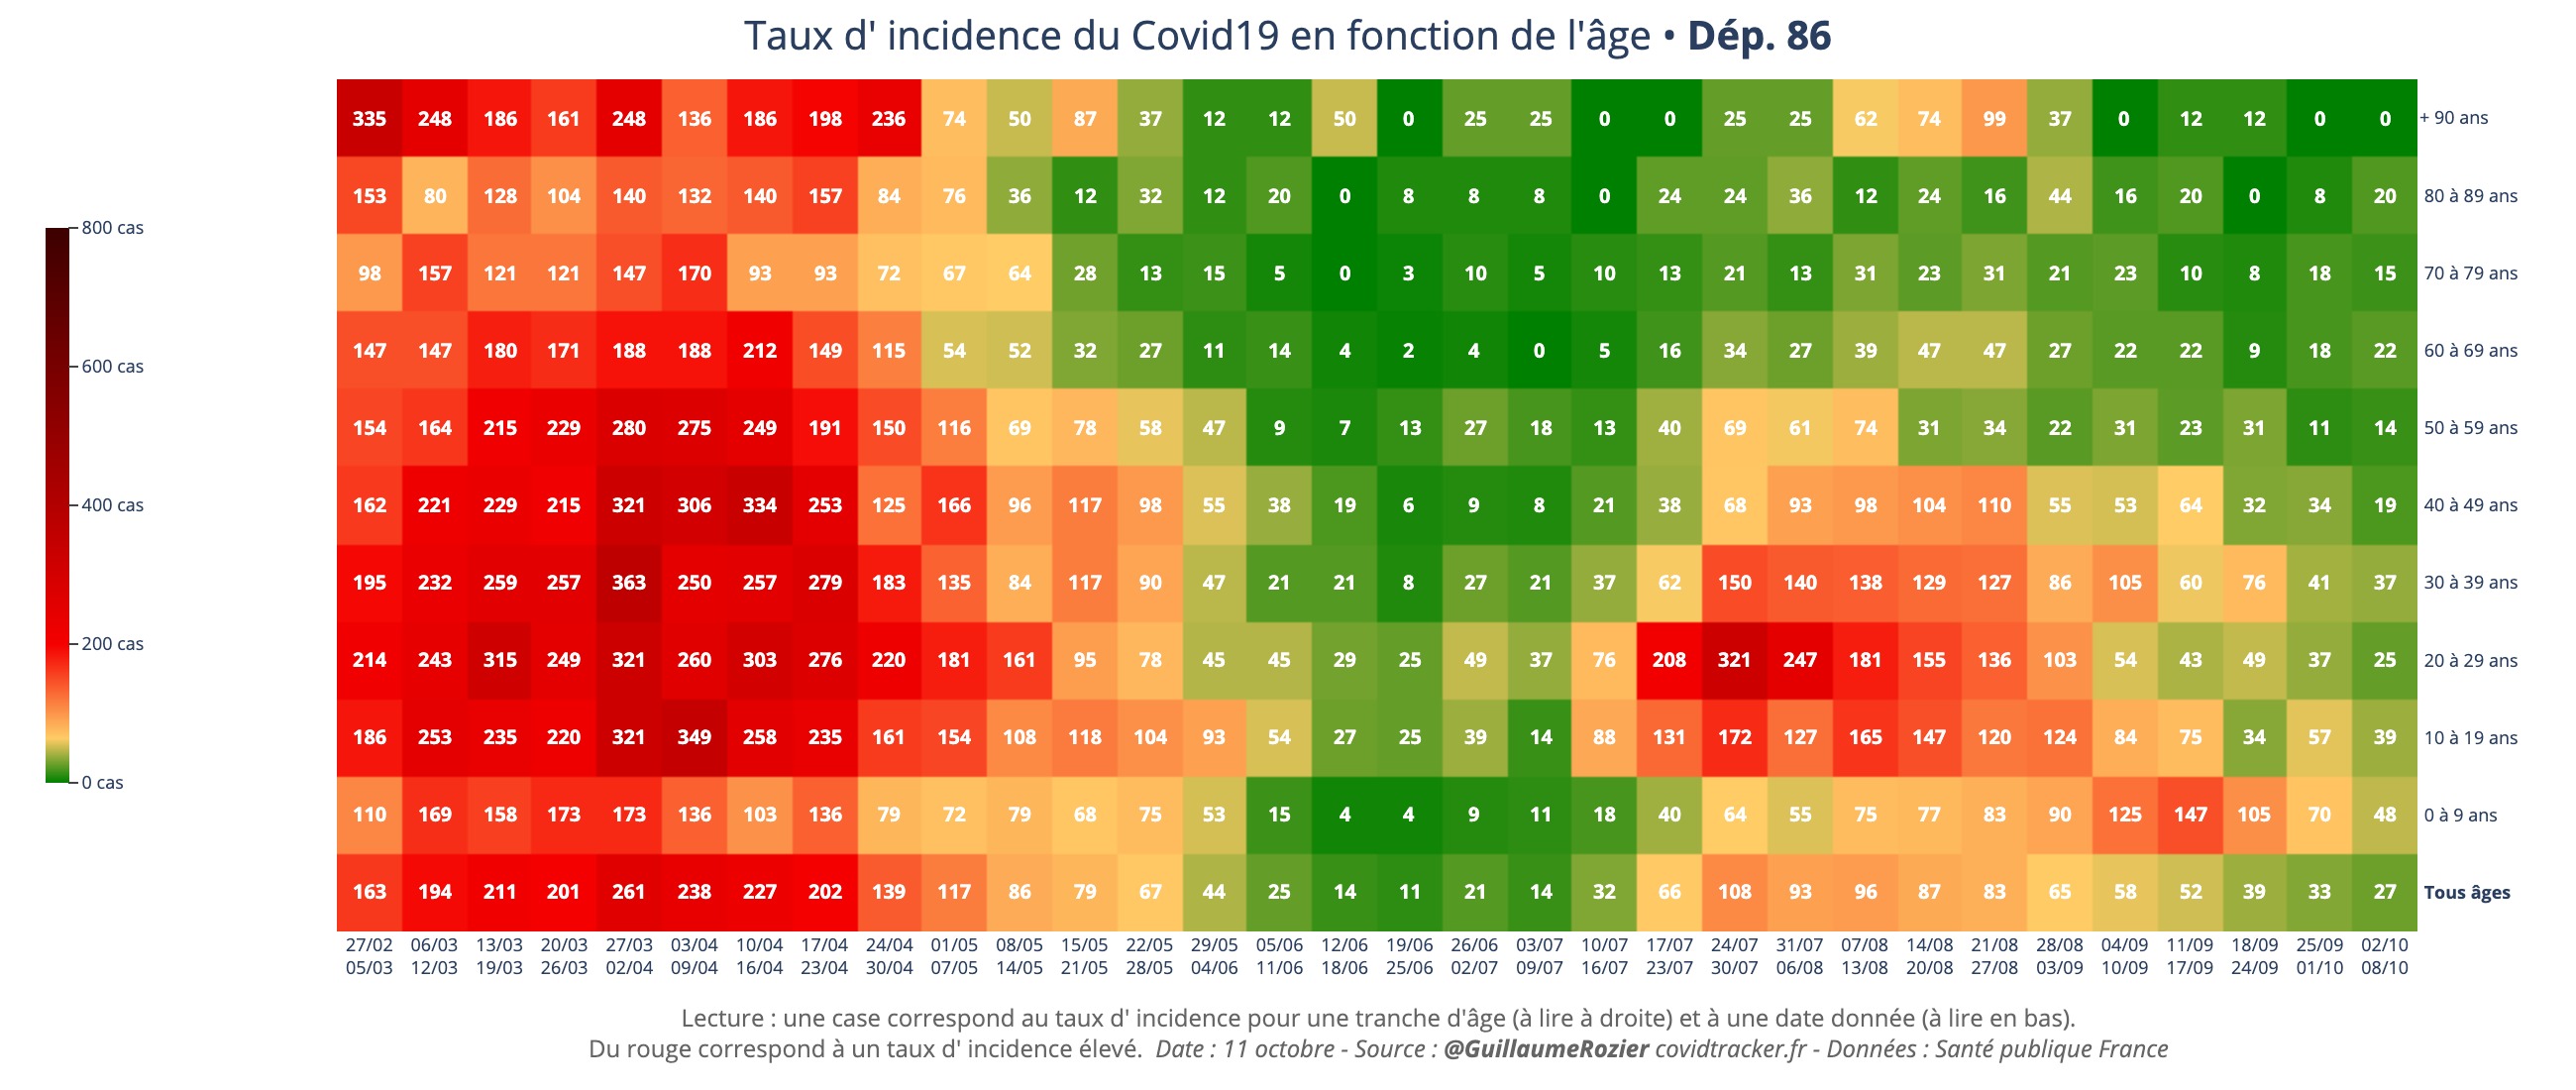 Taux d' incidence du Covid19 en fonction de l'âge • Dép. 86
800 cas
600 cas
400 cas
200 cas
0 cas
335 248 186 161 248 136 186 198 236 74 50 87 37 12 12 50 0 25 25 0 0 25 25 62 74 99 37 0 12 12 0 0 + 90 ans
153 80 128 104 140 132 140 157 84 76 36 12 32 12 20 0 8 8 8 0 24 24 36 12 24 16 44 16 20 0 8 20 80 à 89 ans
98 157 121 121 147 170 93 93 72 67 64 28 13 15 5 0 3 10 5 10 13 21 13 31 23 31 21 23 10 8 18 15 70 à 79 ans
147 147 180 171 188 188 212 149 115 54 52 32 27 11 14 4 2 4 0 5 16 34 27 39 47 47 27 22 22 9 18 22 60 à 69 ans
154 164 215 229 280 275 249 191 150 116 69 78 58 47 9 7 13 27 18 13 40 69 61 74 31 34 22 31 23 31 11 14 50 à 59 ans
162 221 229 215 321 306 334 253 125 166 96 117 98 55 38 19 6 9 8 21 38 68 93 98 104 110 55 53 64 32 34 19 40 à 49 ans
195 232 259 257 363 250 257 279 183 135 84 117 90 47 21 21 8 27 21 37 62 150 140 138 129 127 86 105 60 76 41 37 30 à 39 ans
214 243 315 249 321 260 303 276 220 181 161 95 78 45 45 29 25 49 37 76 208 321 247 181 155 136 103 54 43 49 37 25 20 à 29 ans
186 253 235 220 321 349 258 235 161 154 108 118 104 93 54 27 25 39 14 88 131 172 127 165 147 120 124 84 75 34 57 39 10 à 19 ans
110 169 158 173 173 136 103 136 79 72 79 68 75 53 15 4 4 9 11 18 40 64 55 75 77 83 90 125 147 105 70 48 0 à 9 ans
163 194 211 201 261 238 227 202 139 117 86 79 67 44 25 14 11 21 14 32 66 108 93 96 87 83 65 58 52 39 33 27 Tous âges
27/02 06/03 13/03 20/03 27/03 03/04 10/04 17/04 24/04 01/05 08/05 15/05 22/05 29/05 05/06 12/06 19/06 26/06 03/07 10/07 17/07 24/07 31/07 07/08 14/08 21/08 28/08 04/09 11/09 18/09 25/09 02/10
05/03 12/03 19/03 26/03 02/04 09/04 16/04 23/04 30/04 07/05 14/05 21/05 28/05 04/06 11/06 18/06 25/06 02/07 09/07 16/07 23/07 30/07 06/08 13/08 20/08 27/08 03/09 10/09 17/09 24/09 01/10 08/10
Lecture : une case correspond au taux d' incidence pour une tranche d'âge (à lire à droite) et à une date donnée (à lire en bas).
Du rouge correspond à un taux d' incidence élevé. Date : 11 octobre - Source : @GuillaumeRozier covidtracker.fr - Données : Santé publique France